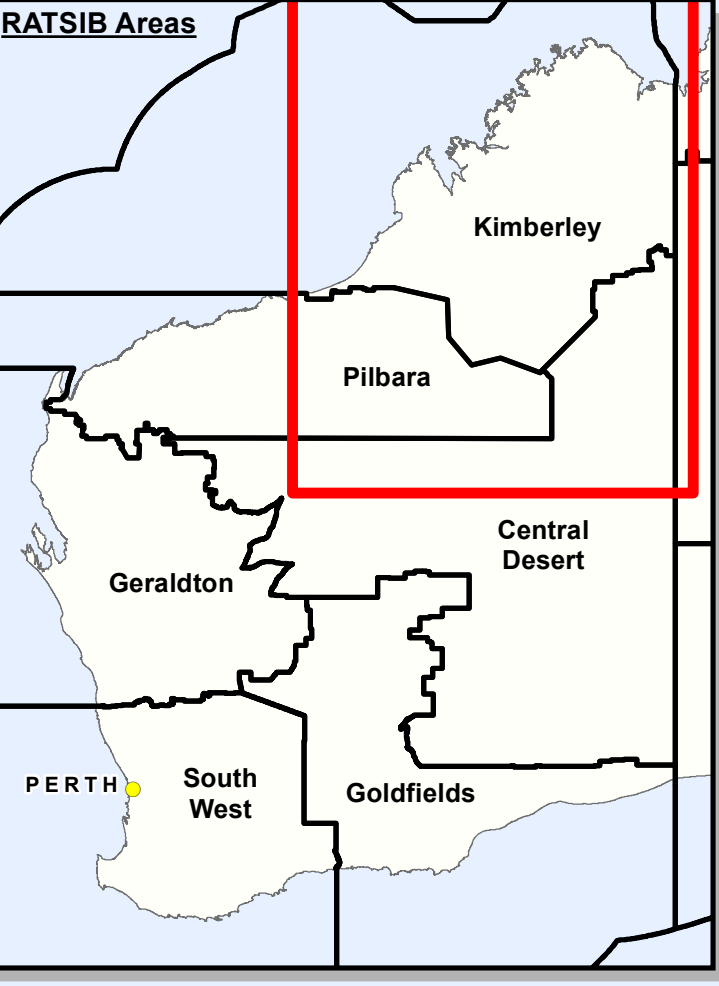 RATSIB Areas
Kimberley
Pilbara
Central
Desert
Geraldton
PERTH
South
West
Goldfields